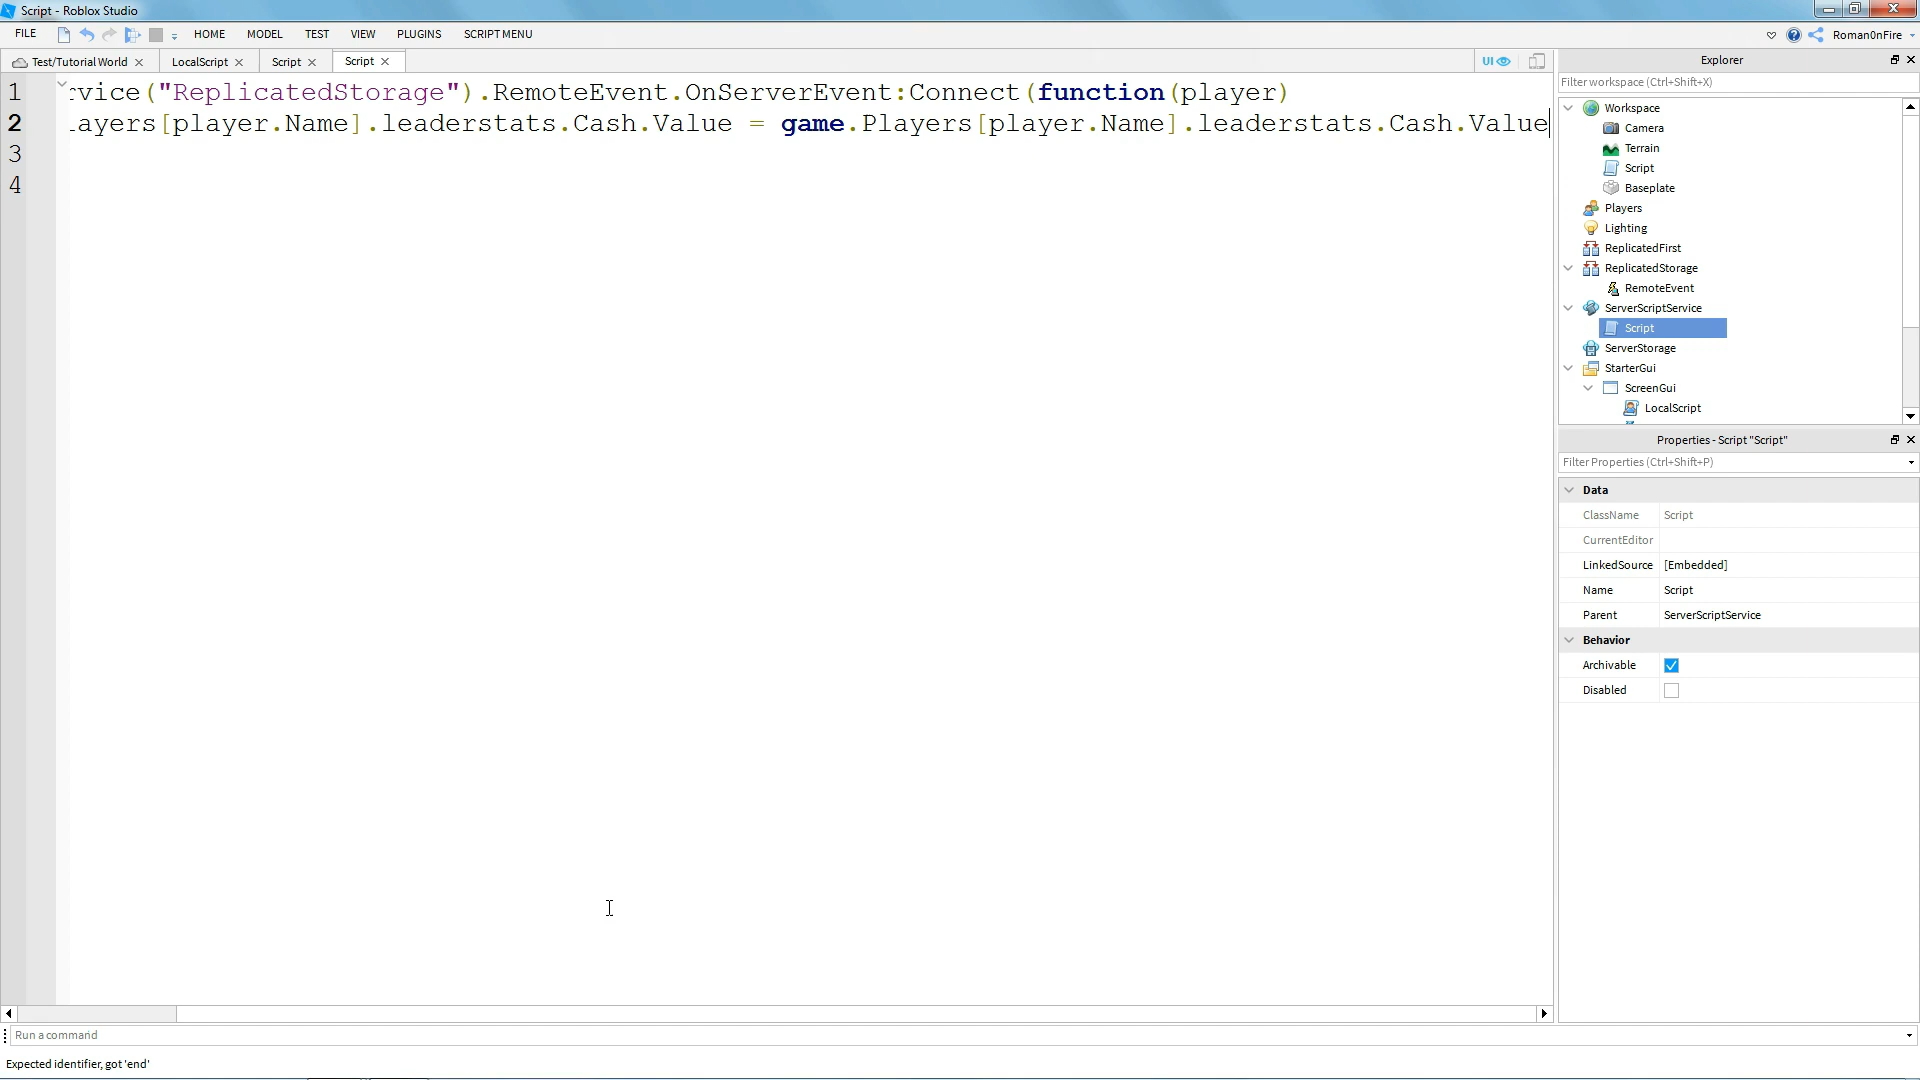 Script - Roblox Studio
FILE HOME MODEL TEST VIEW PLUGINS SCRIPT MENU Roman0nFire
Test/Tutorial World LocalScript Script Script UI
Explorer
Filter workspace (Ctrl+Shift+X)
1 rvice("ReplicatedStorage").RemoteEvent.OnServerEvent:Connect(function(player)
2 layers[player.Name].leaderstats.Cash.Value = game.Players[player.Name].leaderstats.Cash.Value
3
4
Workspace
Camera
Terrain
Script
Baseplate
Players
Lighting
ReplicatedFirst
ReplicatedStorage
RemoteEvent
ServerScriptService
Script
ServerStorage
StarterGui
ScreenGui
LocalScript
Properties - Script "Script"
Filter Properties (Ctrl+Shift+P)
Data
ClassName Script
CurrentEditor
LinkedSource [Embedded]
Name Script
Parent ServerScriptService
Behavior
Archivable
Disabled
Run a command
Expected identifier, got 'end'